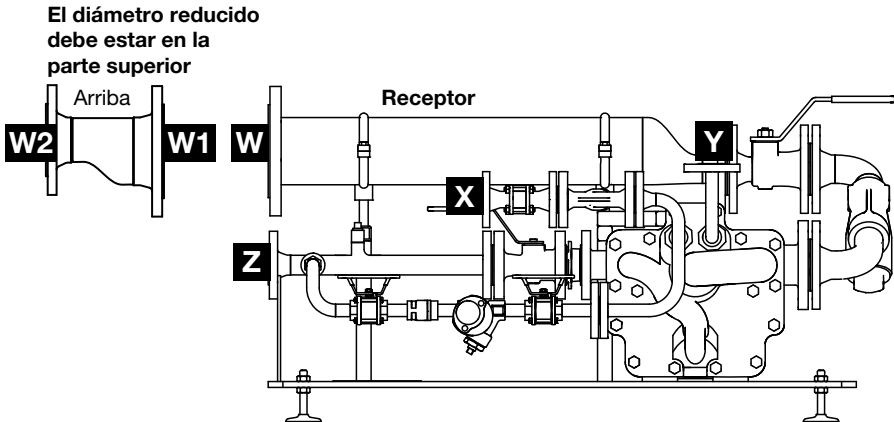 El diámetro reducido
debe estar en la
parte superior
Arriba
Receptor
W2
W1
W
Y
X
Z